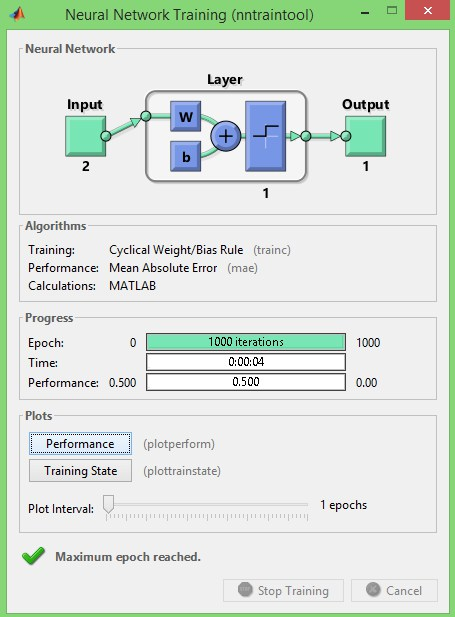 Neural Network Training (nntraintool)
Neural Network
Layer
Input
Output
W
b
+
2
1
1
Algorithms
Training: Cyclical Weight/Bias Rule (trainc)
Performance: Mean Absolute Error (mae)
Calculations: MATLAB
Progress
Epoch: 0 1000 iterations 1000
Time: 0:00:04
Performance: 0.500 0.500 0.00
Plots
Performance (plotperform)
Training State (plottrainstate)
Plot Interval: 1 epochs
Maximum epoch reached.
Stop Training Cancel